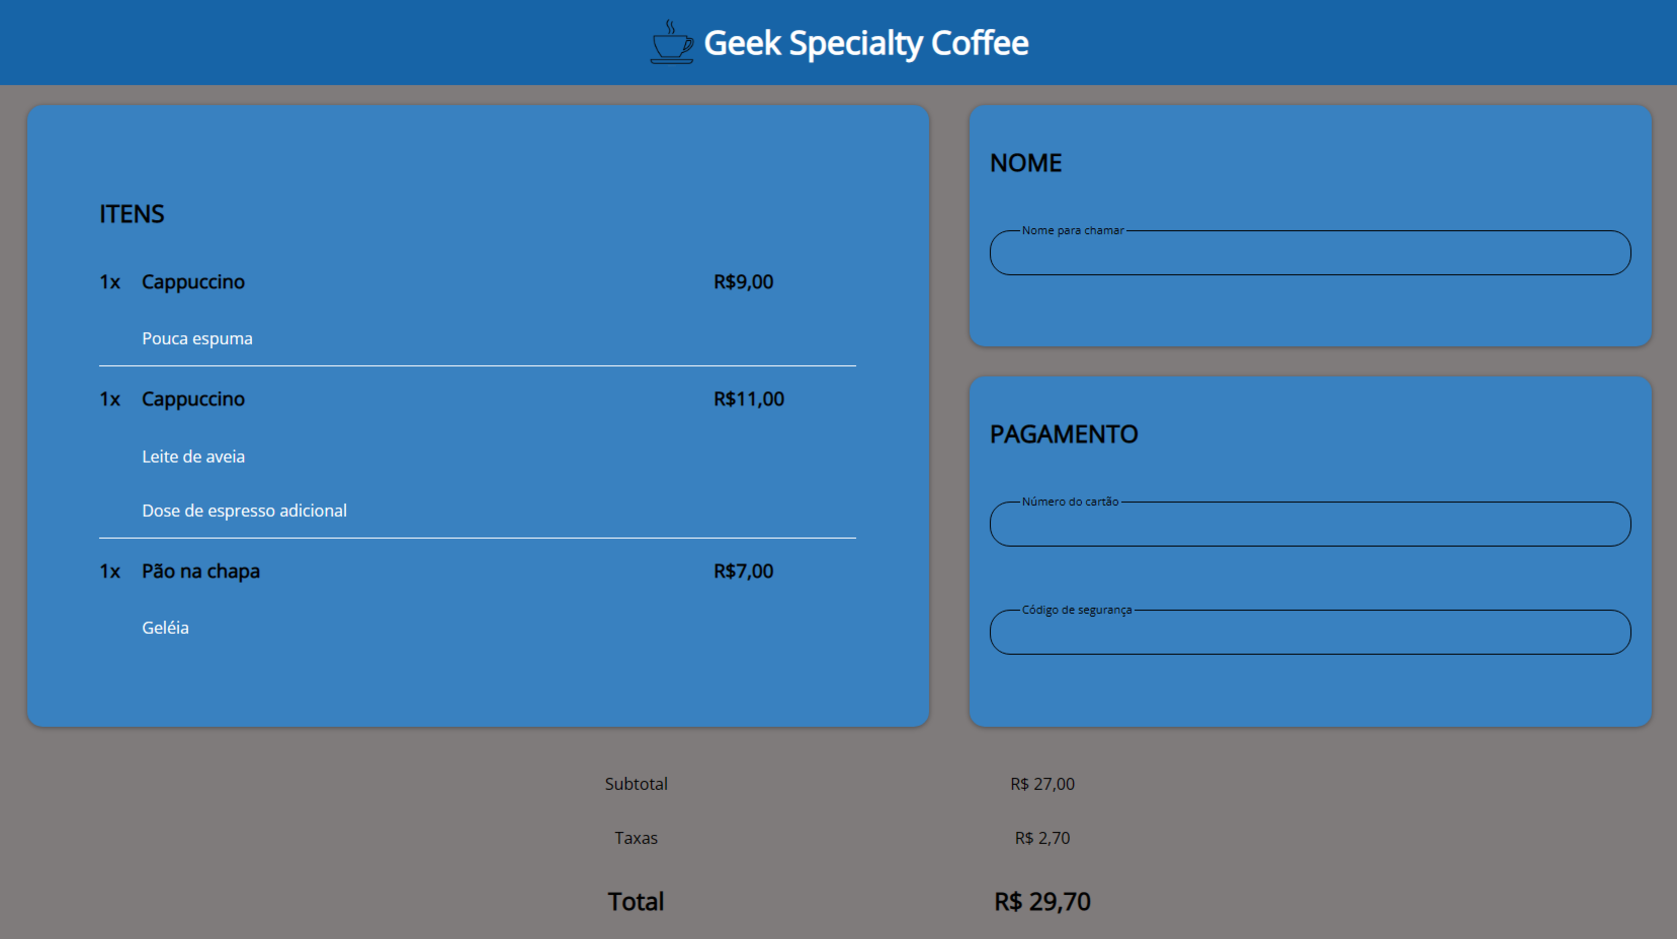 Geek Specialty Coffee
ITENS
1x Cappuccino R$9,00
Pouca espuma
1x Cappuccino R$11,00
Leite de aveia
Dose de espresso adicional
1x Pão na chapa R$7,00
Geléia
NOME
Nome para chamar
PAGAMENTO
Número do cartão
Código de segurança
Subtotal R$ 27,00
Taxas R$ 2,70
Total R$ 29,70